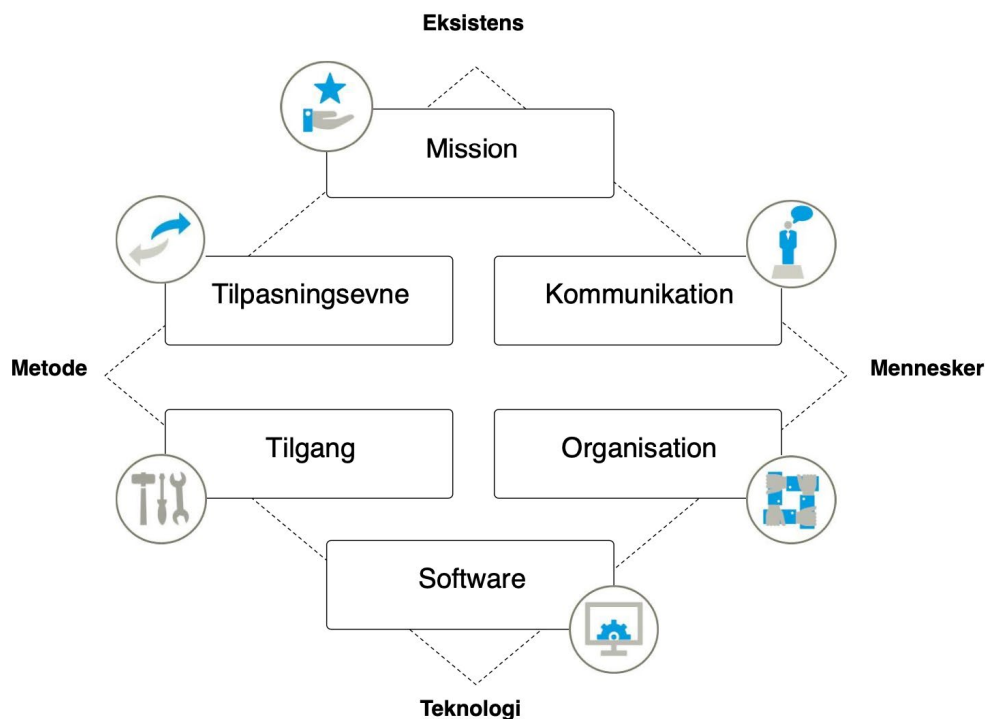 Eksistens
Mission
Tilpasningsevne
Kommunikation
Metode
Mennesker
Tilgang
Organisation
Software
Teknologi